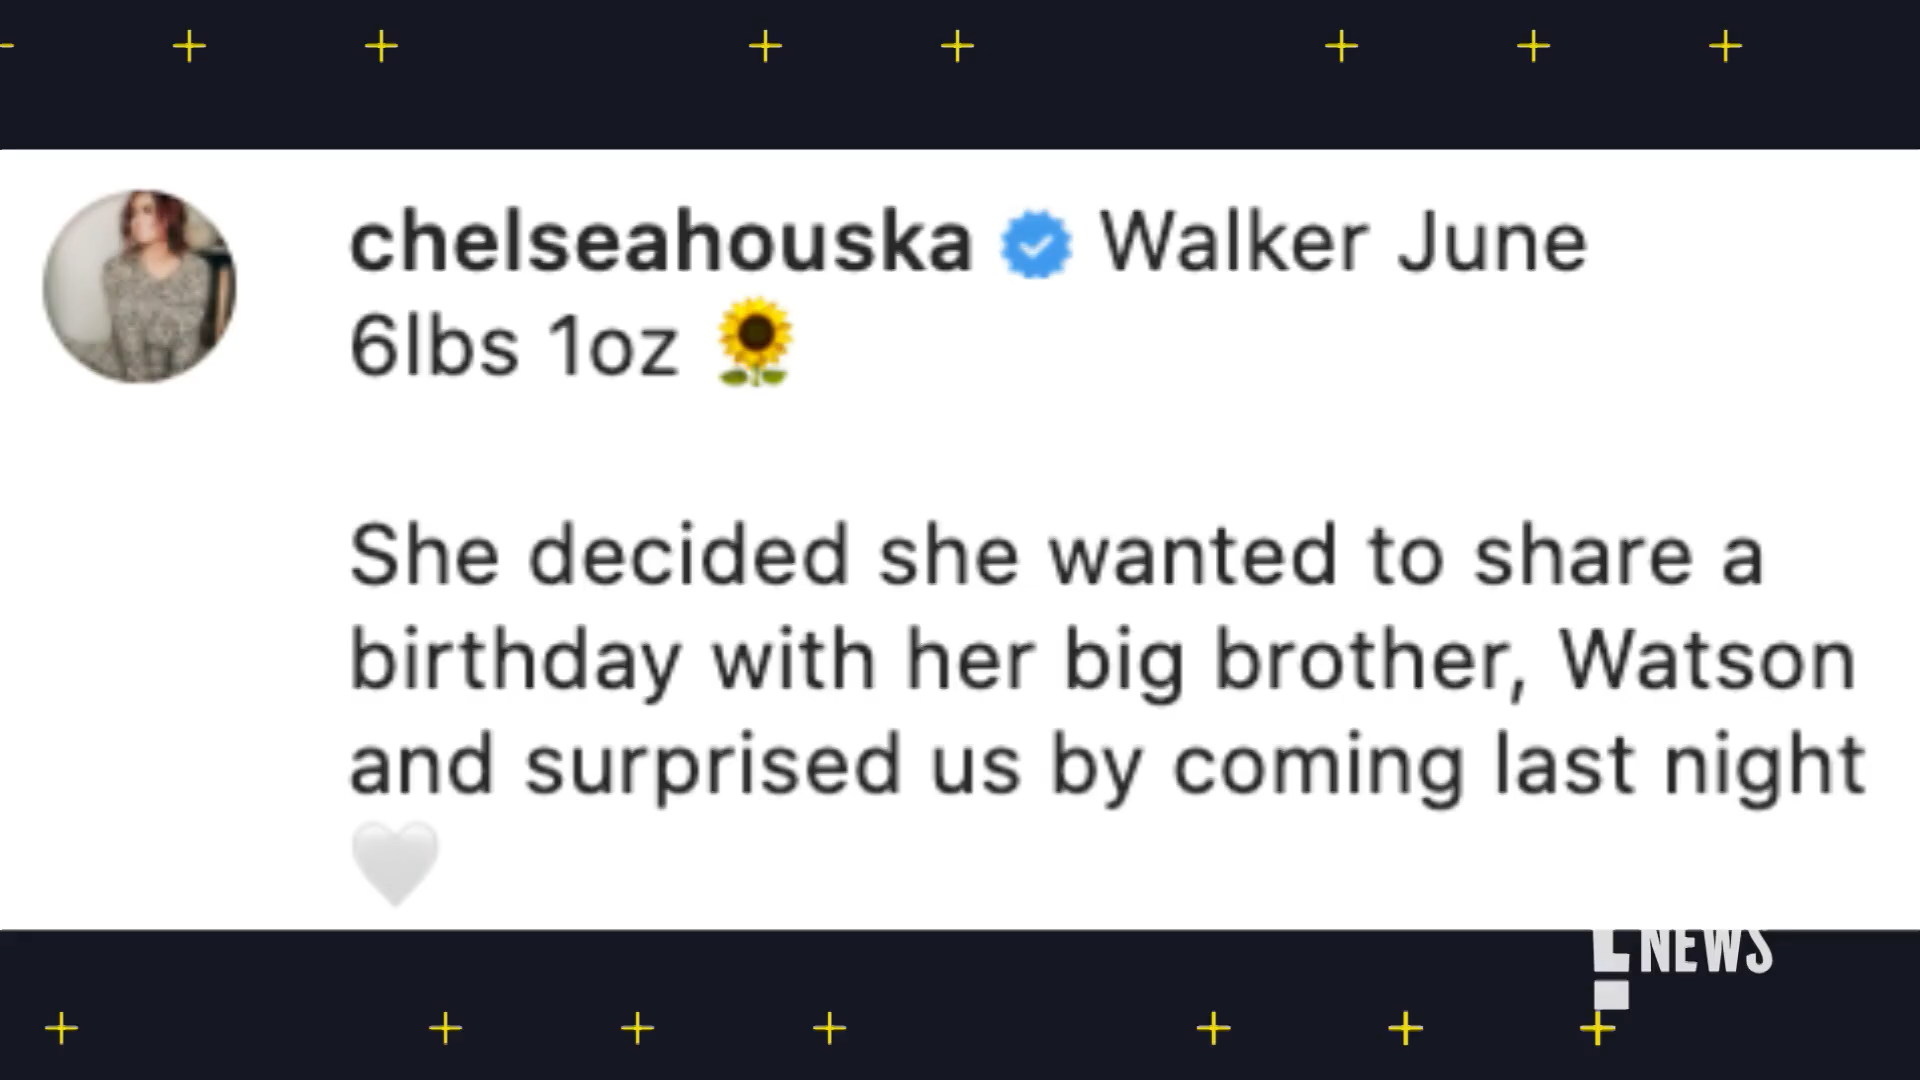 chelseahouska Walker June
6lbs 1oz 🌻
She decided she wanted to share a
birthday with her big brother, Watson
and surprised us by coming last night
🤍
E! NEWS